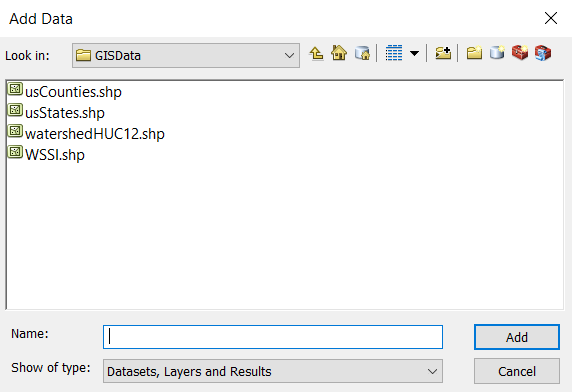 Add Data
Look in: GISData
usCounties.shp
usStates.shp
watershedHUC12.shp
WSSI.shp
Name: Add
Show of type: Datasets, Layers and Results Cancel